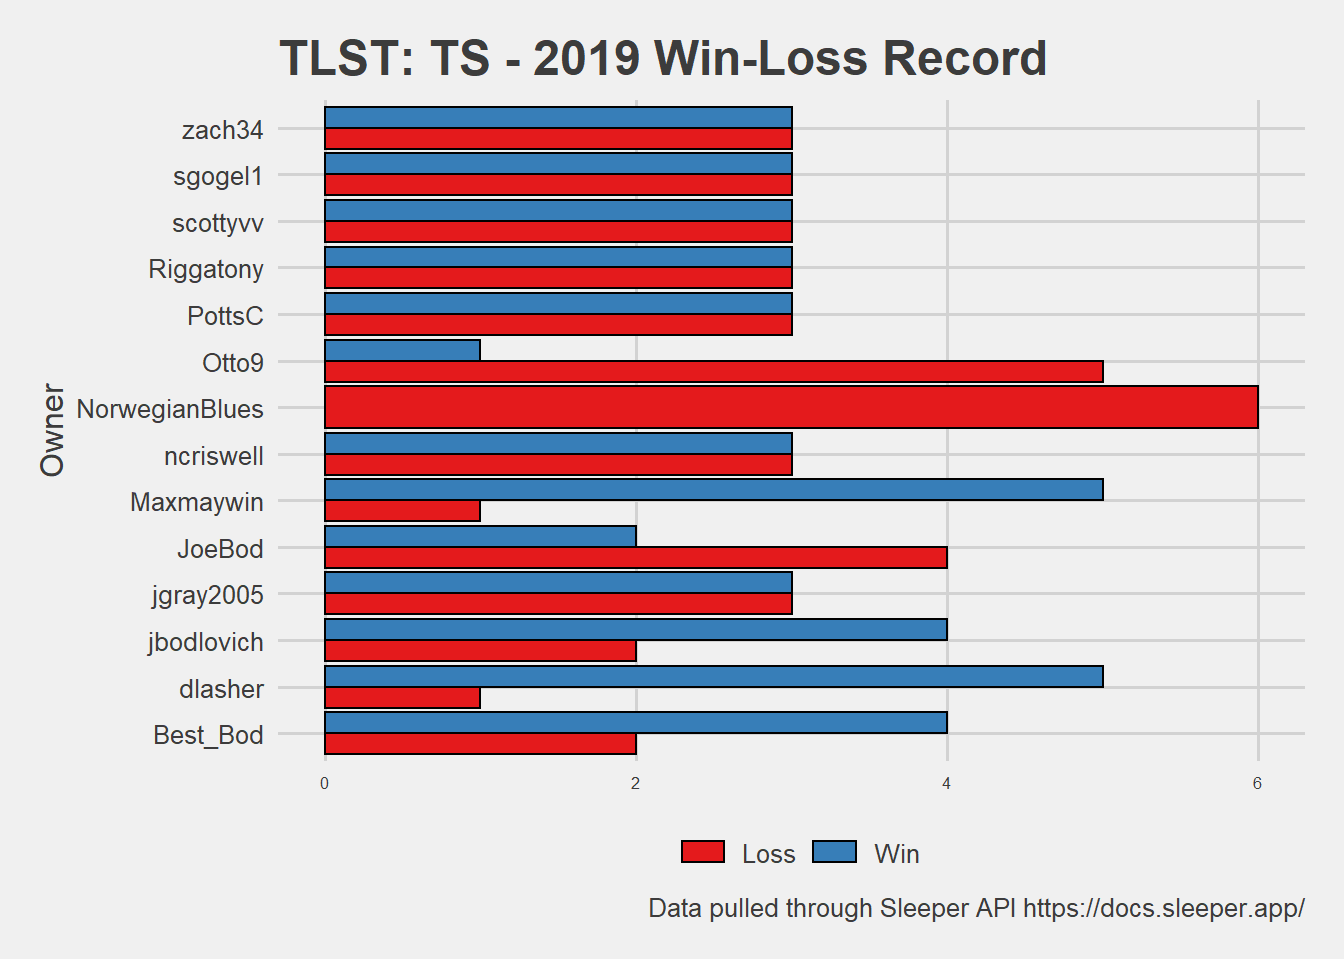 TLST: TS - 2019 Win-Loss Record
Owner
zach34
sgogel1
scottyvv
Riggatony
PottsC
Otto9
NorwegianBlues
ncriswell
Maxmaywin
JoeBod
jgray2005
jbodlovich
dlasher
Best_Bod
0 2 4 6
Loss Win
Data pulled through Sleeper API https://docs.sleeper.app/